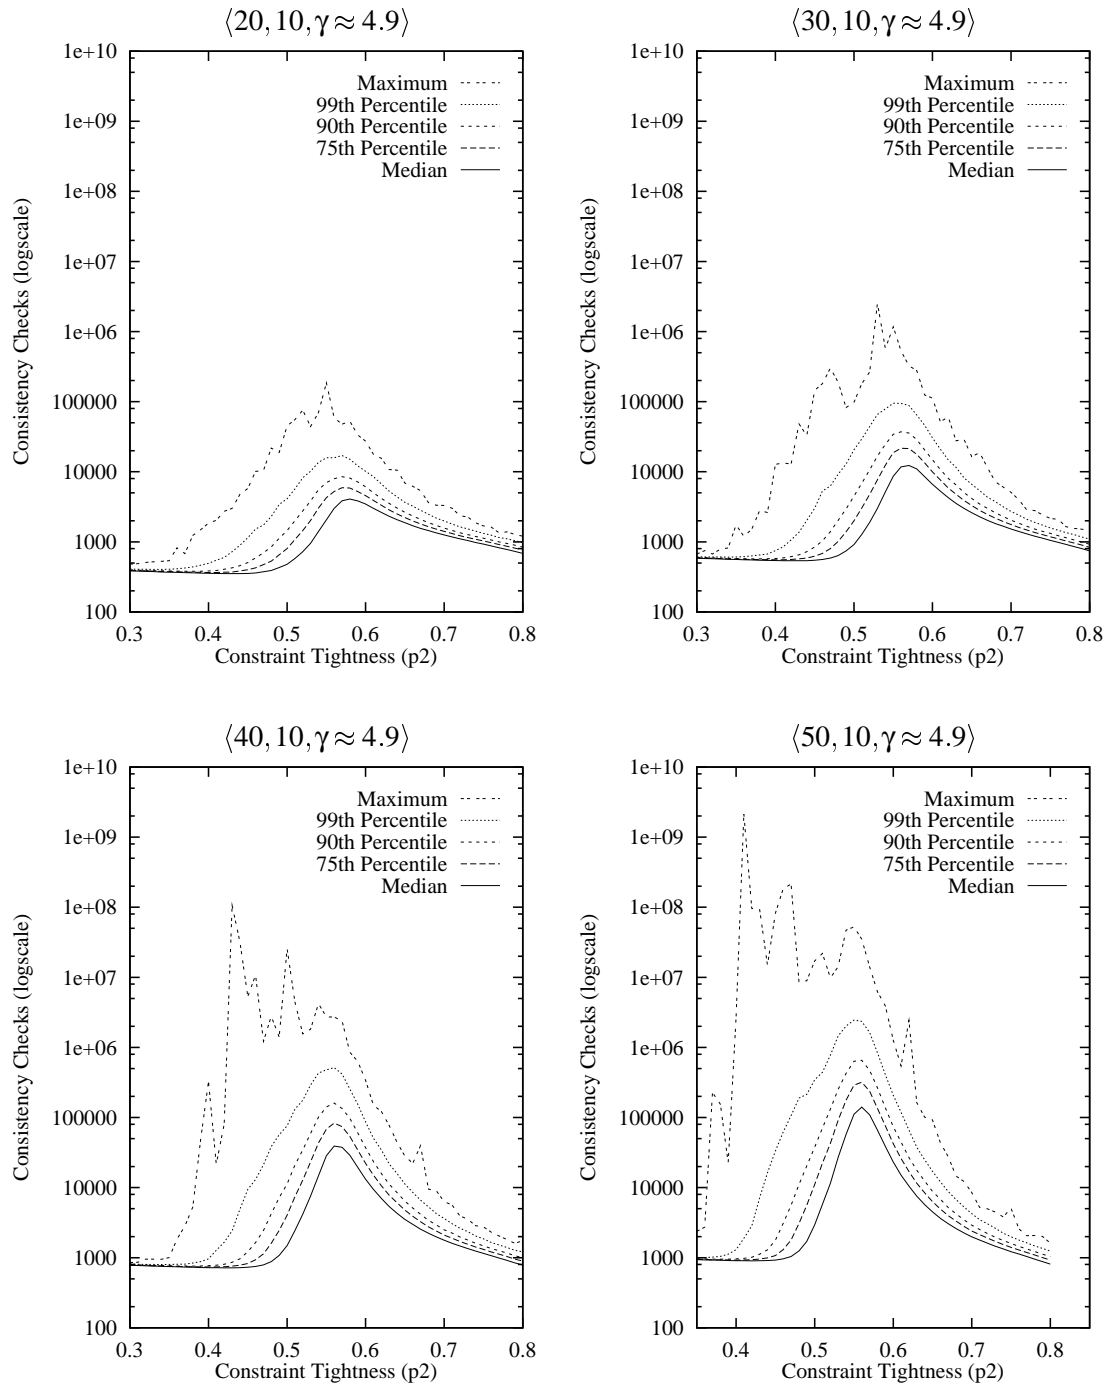 ⟨20,10,γ≈4.9⟩
1e+10
1e+09
1e+08
1e+07
1e+06
100000
10000
1000
100
Consistency Checks (logscale)
Maximum
99th Percentile
90th Percentile
75th Percentile
Median
0.3 0.4 0.5 0.6 0.7 0.8
Constraint Tightness (p2)
⟨30,10,γ≈4.9⟩
1e+10
1e+09
1e+08
1e+07
1e+06
100000
10000
1000
100
Consistency Checks (logscale)
Maximum
99th Percentile
90th Percentile
75th Percentile
Median
0.3 0.4 0.5 0.6 0.7 0.8
Constraint Tightness (p2)
⟨40,10,γ≈4.9⟩
1e+10
1e+09
1e+08
1e+07
1e+06
100000
10000
1000
100
Consistency Checks (logscale)
Maximum
99th Percentile
90th Percentile
75th Percentile
Median
0.3 0.4 0.5 0.6 0.7 0.8
Constraint Tightness (p2)
⟨50,10,γ≈4.9⟩
1e+10
1e+09
1e+08
1e+07
1e+06
100000
10000
1000
100
Consistency Checks (logscale)
Maximum
99th Percentile
90th Percentile
75th Percentile
Median
0.4 0.5 0.6 0.7 0.8
Constraint Tightness (p2)